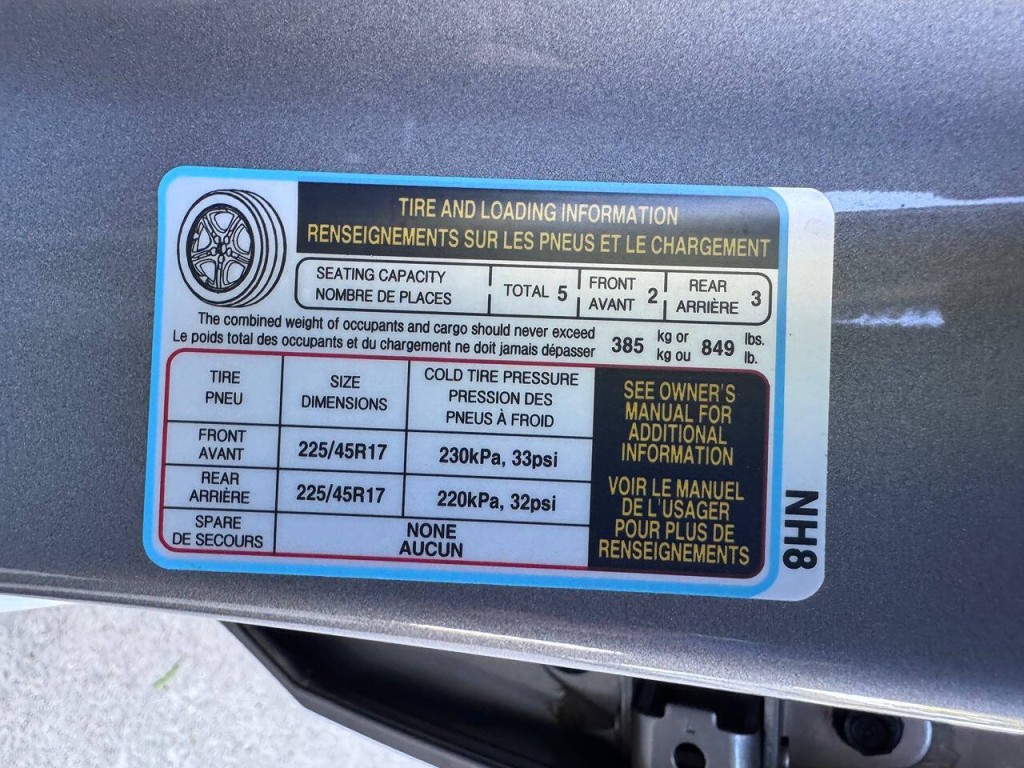 TIRE AND LOADING INFORMATION
RENSEIGNEMENTS SUR LES PNEUS ET LE CHARGEMENT
SEATING CAPACITY
NOMBRE DE PLACES
TOTAL 5
FRONT
AVANT 2
REAR
ARRIÈRE 3
The combined weight of occupants and cargo should never exceed
Le poids total des occupants et du chargement ne doit jamais dépasser
385 kg or 849 lbs.
kg ou lb.
TIRE
PNEU
SIZE
DIMENSIONS
COLD TIRE PRESSURE
PRESSION DES
PNEUS À FROID
FRONT
AVANT
225/45R17
230kPa, 33psi
REAR
ARRIÈRE
225/45R17
220kPa, 32psi
SPARE
DE SECOURS
NONE
AUCUN
SEE OWNER'S
MANUAL FOR
ADDITIONAL
INFORMATION
VOIR LE MANUEL
DE L'USAGER
POUR PLUS DE
RENSEIGNEMENTS
NH8